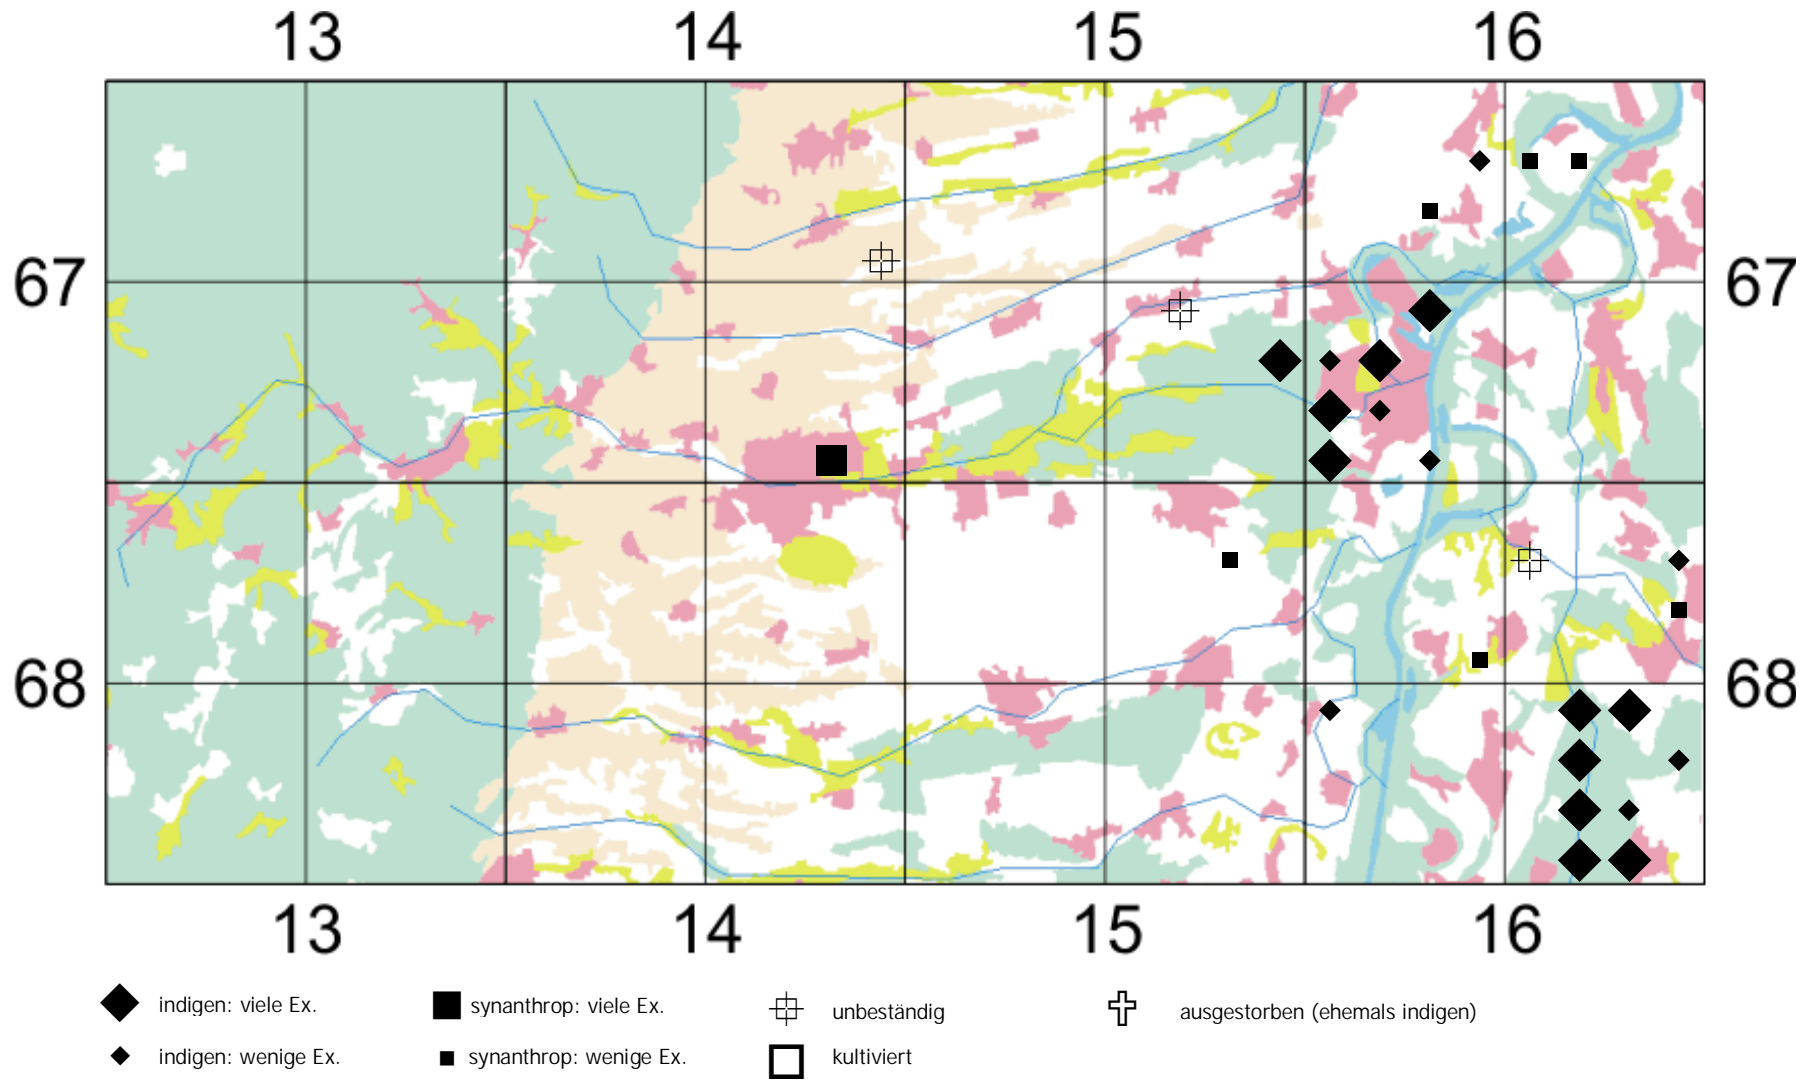 13 14 15 16
67 67
68 68
13 14 15 16
indigen: viele Ex. synanthrop: viele Ex. unbeständig ausgestorben (ehemals indigen)
indigen: wenige Ex. synanthrop: wenige Ex. kultiviert